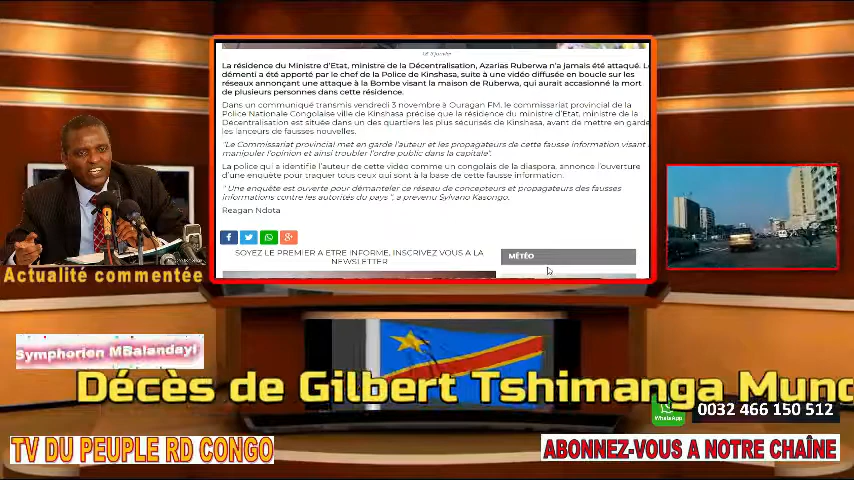 La résidence du Ministre d'Etat, ministre de la Décentralisation, Azarias Ruberwa n'a jamais été attaqué. Le
démenti a été apporté par le chef de la Police de Kinshasa, suite à une vidéo diffusée en boucle sur les
réseaux annonçant une attaque à la Bombe visant la maison de Ruberwa, qui aurait occasionné la mort
de plusieurs personnes dans cette résidence.
Dans un communiqué transmis vendredi 3 novembre à Ouragan FM, le commissariat provincial de la
Police Nationale Congolaise ville de Kinshasa précise que la résidence du ministre d'Etat, ministre de la
Décentralisation est située dans un des quartiers les plus sécurisés de Kinshasa, avant de mettre en garde
les lanceurs de fausses nouvelles.
"Le Commissariat provincial met en garde l'auteur et les propagateurs de cette fausse information visant
manipuler l'opinion et ainsi troubler l'ordre public dans la capitale".
La police qui a identifié l'auteur de cette vidéo comme un congolais de la diaspora, annonce l'ouverture
d'une enquête pour traquer tous ceux qui sont à la base de cette fausse information.
" Une enquête est ouverte pour démanteler ce réseau de concepteurs et propagateurs des fausses
informations contre les autorités du pays ", a prevenu Sylvano Kasongo.
Reagan Ndota
SOYEZ LE PREMIER A ETRE INFORME, INSCRIVEZ VOUS A LA
NEWSLETTER
MÉTÉO
Actualité commentée
Symphorien MBalandayi
Décès de Gilbert Tshimanga Mund
WhatsApp
0032 466 150 512
TV DU PEUPLE RD CONGO
ABONNEZ-VOUS A NOTRE CHAÎNE